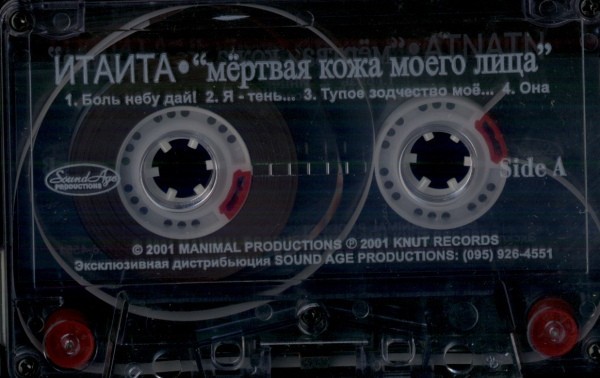 ИТАИТА • "мёртвая кожа моего лица"
1. Боль небу дай! 2. Я - тень... 3. Тупое зодчество моё... 4. Она
Sound Age
PRODUCTIONS
Side A
© 2001 MANIMAL PRODUCTIONS ℗ 2001 KNUT RECORDS
Эксклюзивная дистрибьюция SOUND AGE PRODUCTIONS: (095) 926-4551